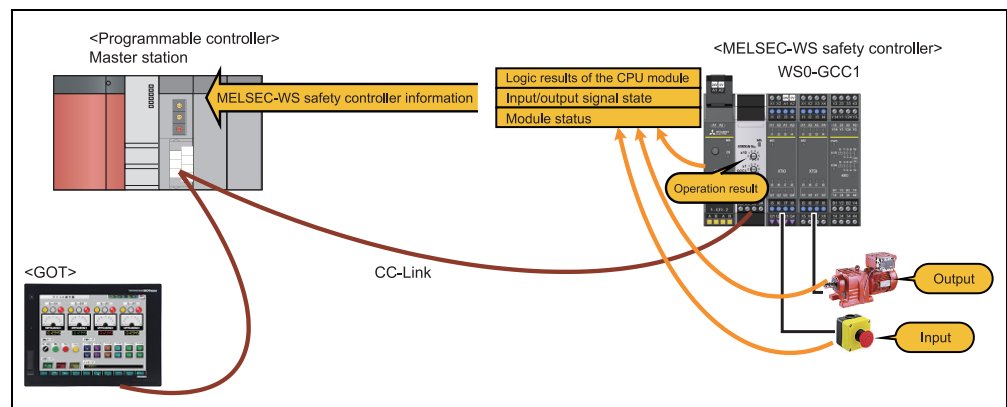 <Programmable controller>
Master station
<MELSEC-WS safety controller>
WS0-GCC1
MELSEC-WS safety controller information
Logic results of the CPU module
Input/output signal state
Module status
Operation result
CC-Link
<GOT>
Output
Input